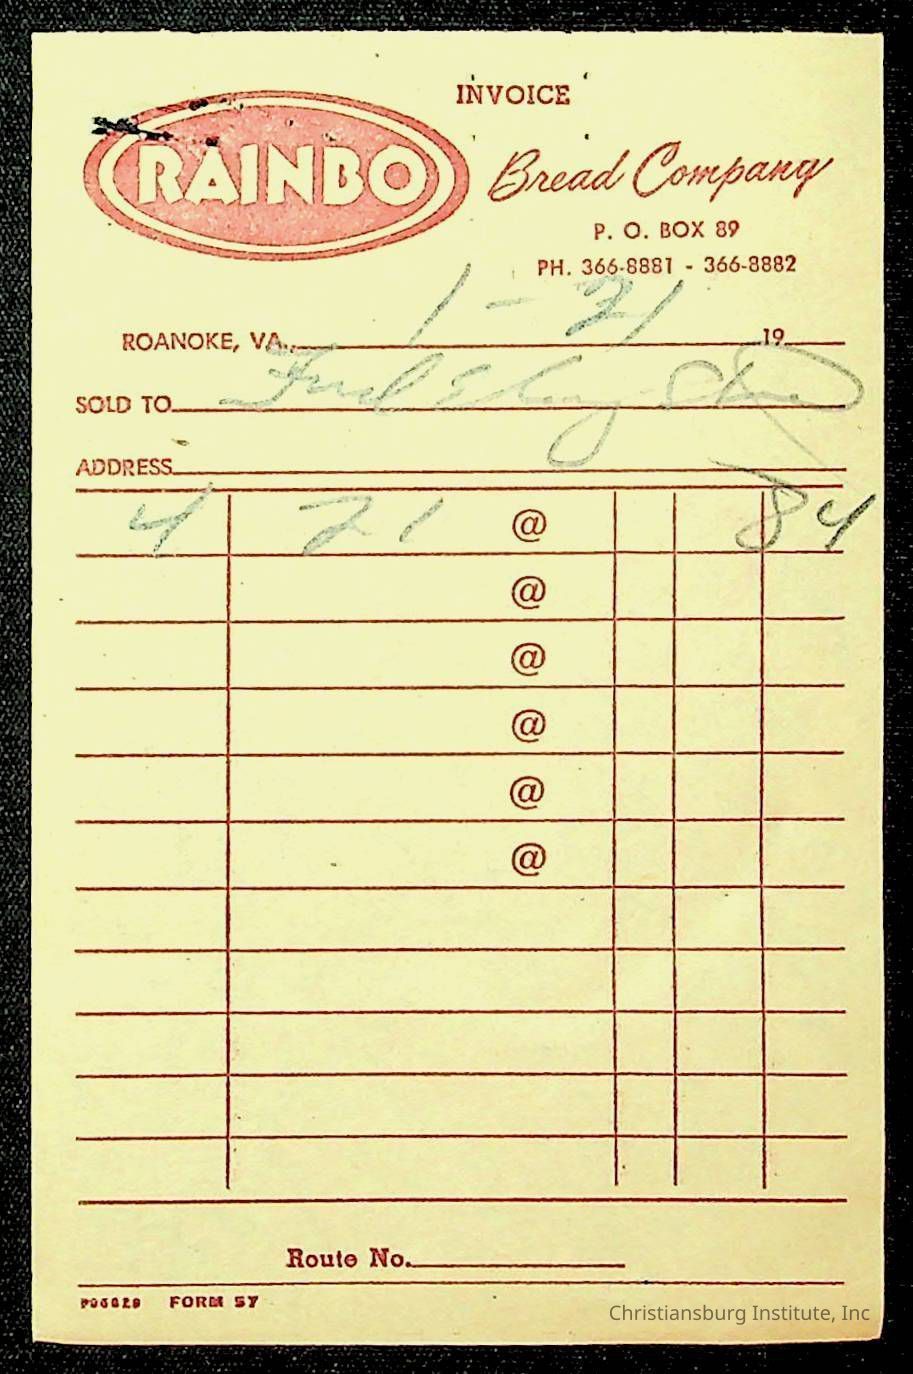 INVOICE
RAINBO Bread Company
P. O. BOX 89
PH. 366-8881 - 366-8882
ROANOKE, VA. 1-21 19
SOLD TO
ADDRESS
4 21 @ 84
@
@
@
@
@
Route No.
FORM 57
Christiansburg Institute, Inc